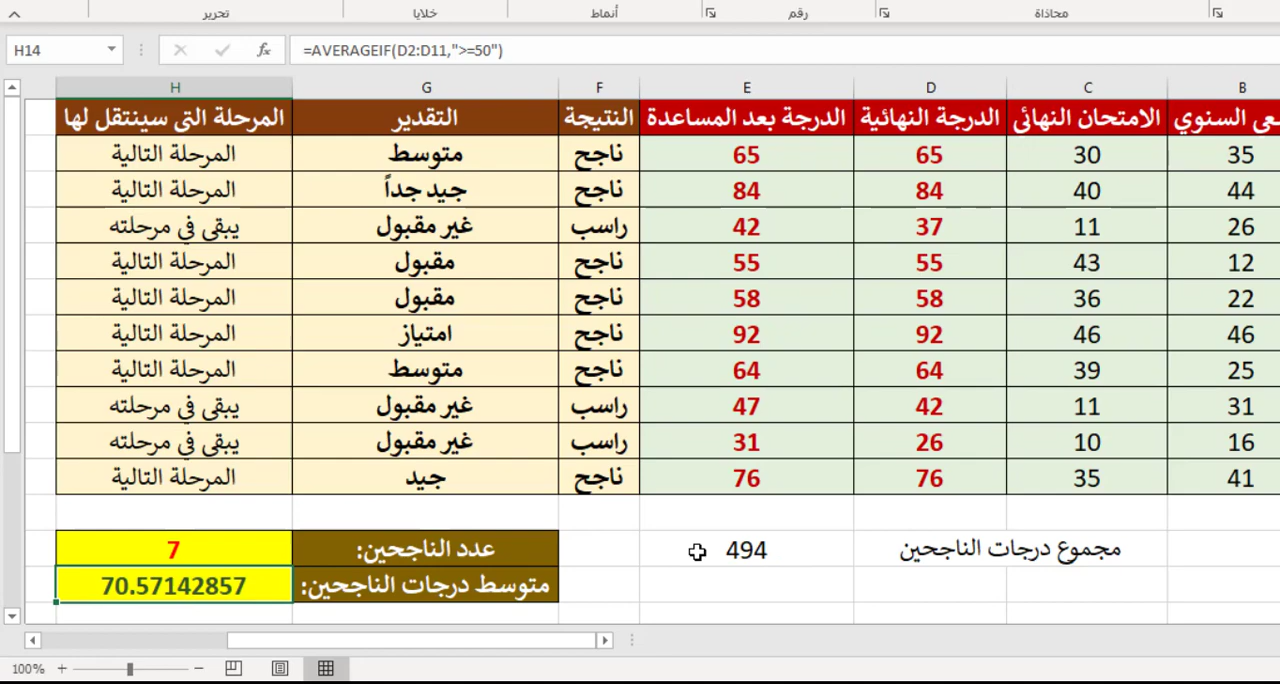 محاذاة رقم أنماط خلايا تحرير
H14 fx =AVERAGEIF(D2:D11,">=50")
B C D E F G H
الامتحان النهائى الدرجة النهائية الدرجة بعد المساعدة النتيجة التقدير المرحلة التى سينتقل لها
35 30 65 65 ناجح متوسط المرحلة التالية
44 40 84 84 ناجح جيد جداً المرحلة التالية
26 11 37 42 راسب غير مقبول يبقى في مرحلته
12 43 55 55 ناجح مقبول المرحلة التالية
22 36 58 58 ناجح مقبول المرحلة التالية
46 46 92 92 ناجح امتياز المرحلة التالية
25 39 64 64 ناجح متوسط المرحلة التالية
31 11 42 47 راسب غير مقبول يبقى في مرحلته
16 10 26 31 راسب غير مقبول يبقى في مرحلته
41 35 76 76 ناجح جيد المرحلة التالية
مجموع درجات الناجحين 494 عدد الناجحين: 7
متوسط درجات الناجحين: 70.57142857
100%